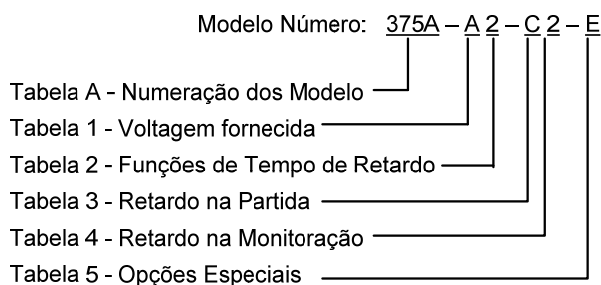 Modelo Número: 375A – A 2 – C 2 – E
Tabela A - Numeração dos Modelo
Tabela 1 - Voltagem fornecida
Tabela 2 - Funções de Tempo de Retardo
Tabela 3 - Retardo na Partida
Tabela 4 - Retardo na Monitoração
Tabela 5 - Opções Especiais